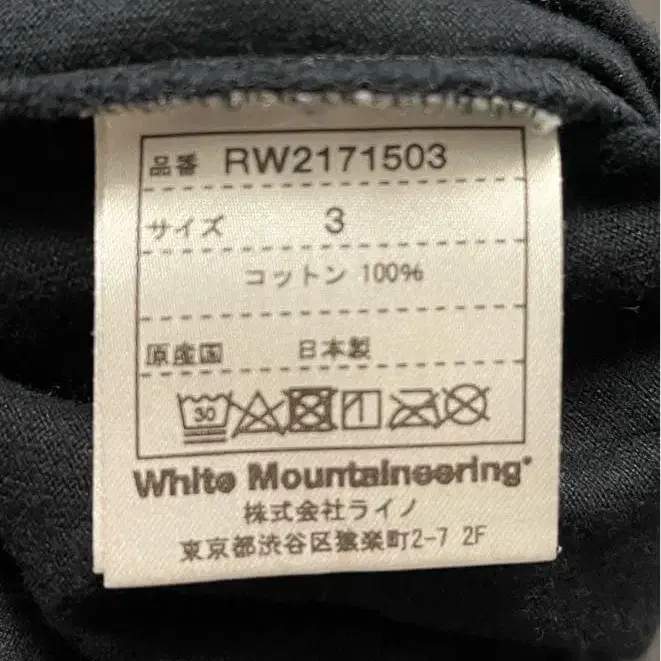 品番 RW2171503
サイズ 3
コットン 100%
原産国 日本製
30
White Mountaineering®
株式会社ライノ
東京都渋谷区猿楽町2-7 2F